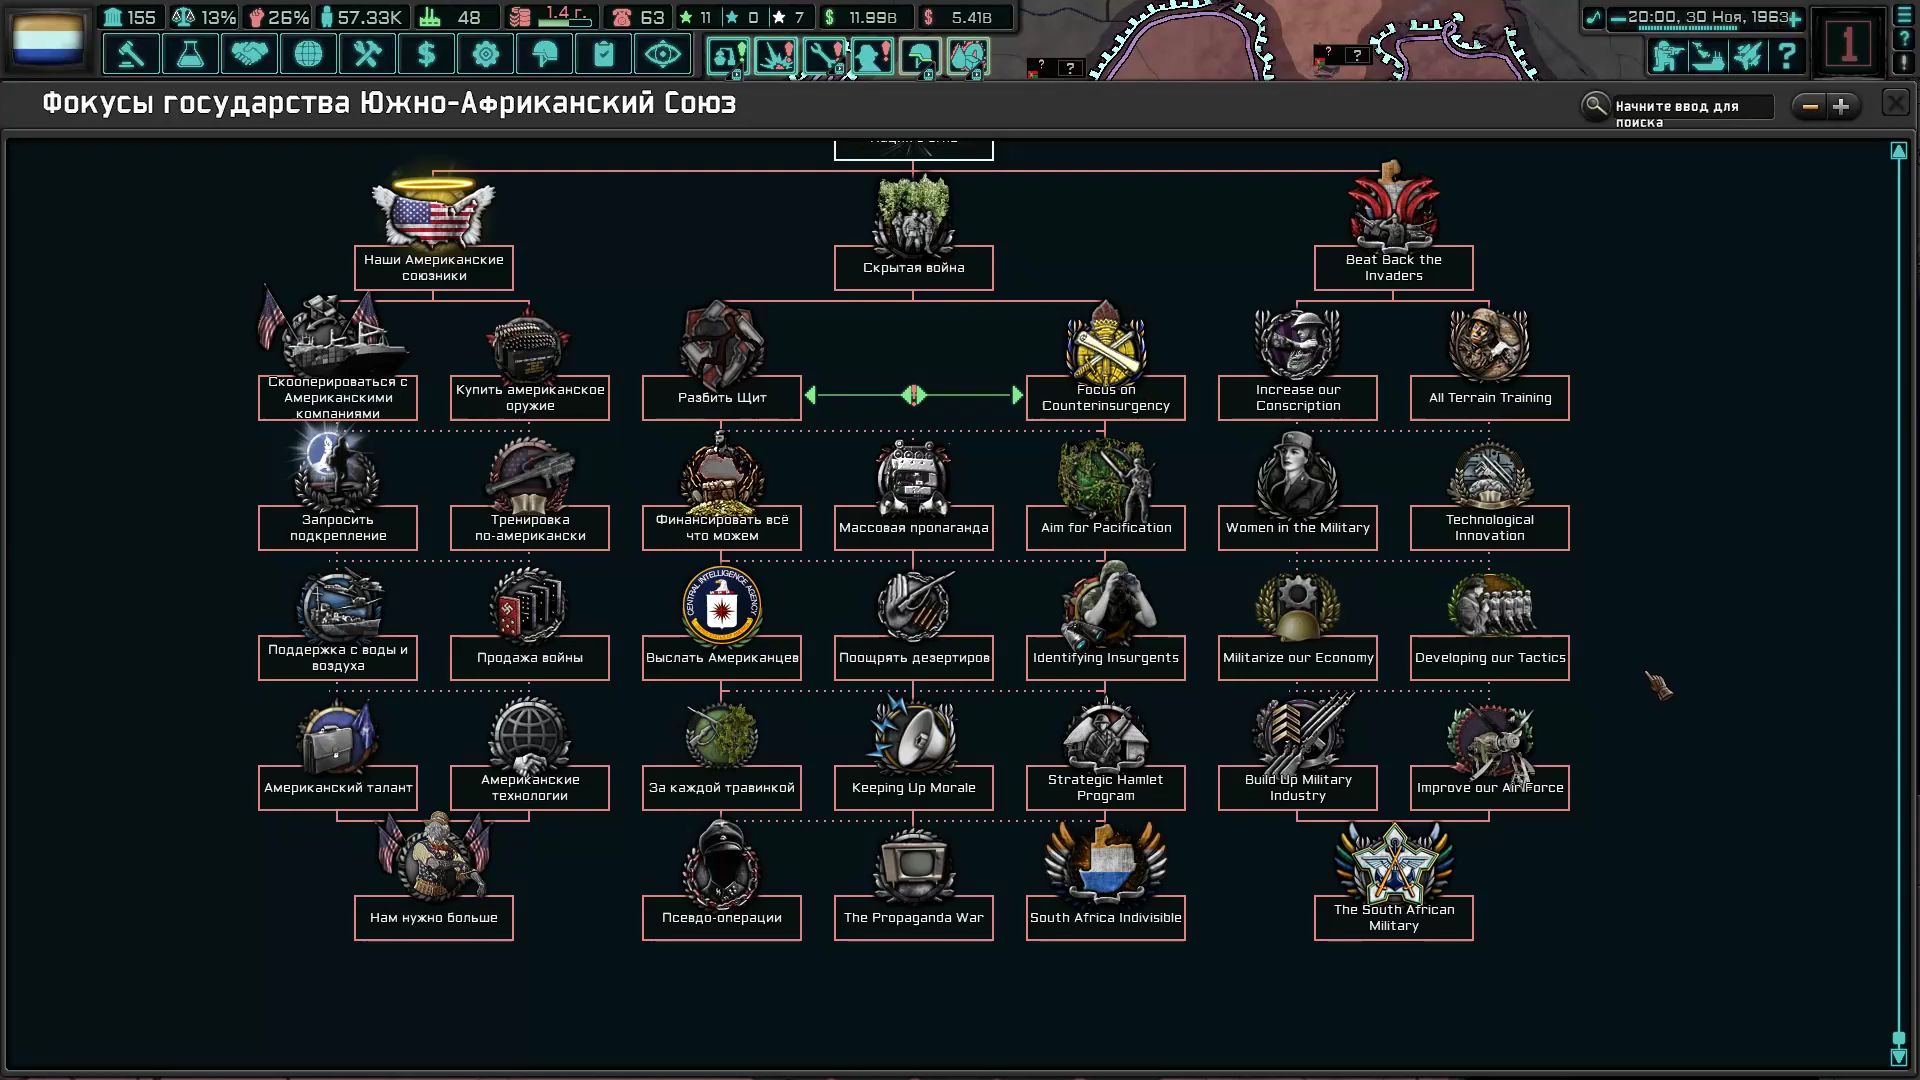 155
13%
26%
57.33K
48
1.4 г.
63
11
0
7
$ 11.99B
$ 5.41B
20:00, 30 Ноя, 1963
1
? ?
? ?
Фокусы государства Южно-Африканский Союз
Начните ввод для
поиска
Наши Американские
союзники
Скрытая война
Beat Back the
Invaders
Скооперироваться с
Американскими
компаниями
Купить американское
оружие
Разбить Щит
Focus on
Counterinsurgency
Increase our
Conscription
All Terrain Training
Запросить
подкрепление
Тренировка
по-американски
Финансировать всё
что можем
Массовая пропаганда
Aim for Pacification
Women in the Military
Technological
Innovation
CENTRAL INTELLIGENCE AGENCY
Поддержка с воды и
воздуха
Продажа войны
Выслать Американцев
Поощрять дезертиров
Identifying Insurgents
Militarize our Economy
Developing our Tactics
Американский талант
Американские
технологии
За каждой травинкой
Keeping Up Morale
Strategic Hamlet
Program
Build Up Military
Industry
Improve our AirForce
Нам нужно больше
Псевдо-операции
The Propaganda War
South Africa Indivisible
The South African
Military